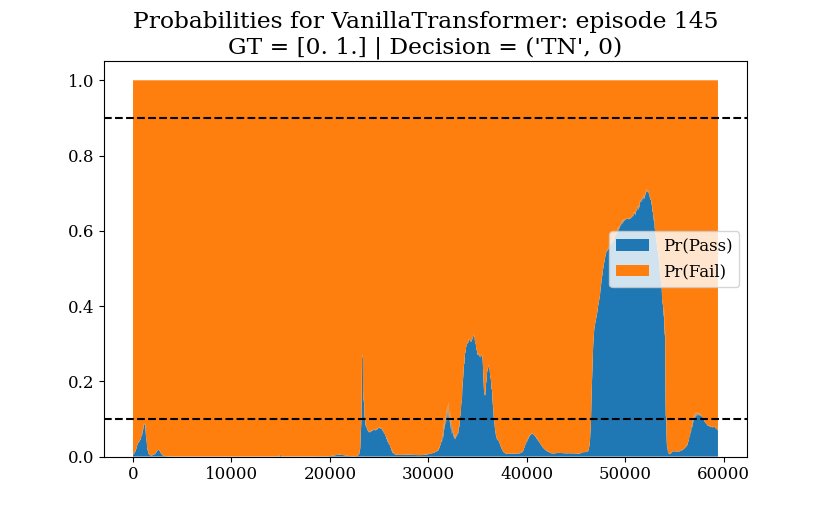 Probabilities for VanillaTransformer: episode 145
GT = [0. 1.] | Decision = ('TN', 0)
1.0
0.8
0.6
0.4
0.2
0.0
Pr(Pass)
Pr(Fail)
0 10000 20000 30000 40000 50000 60000